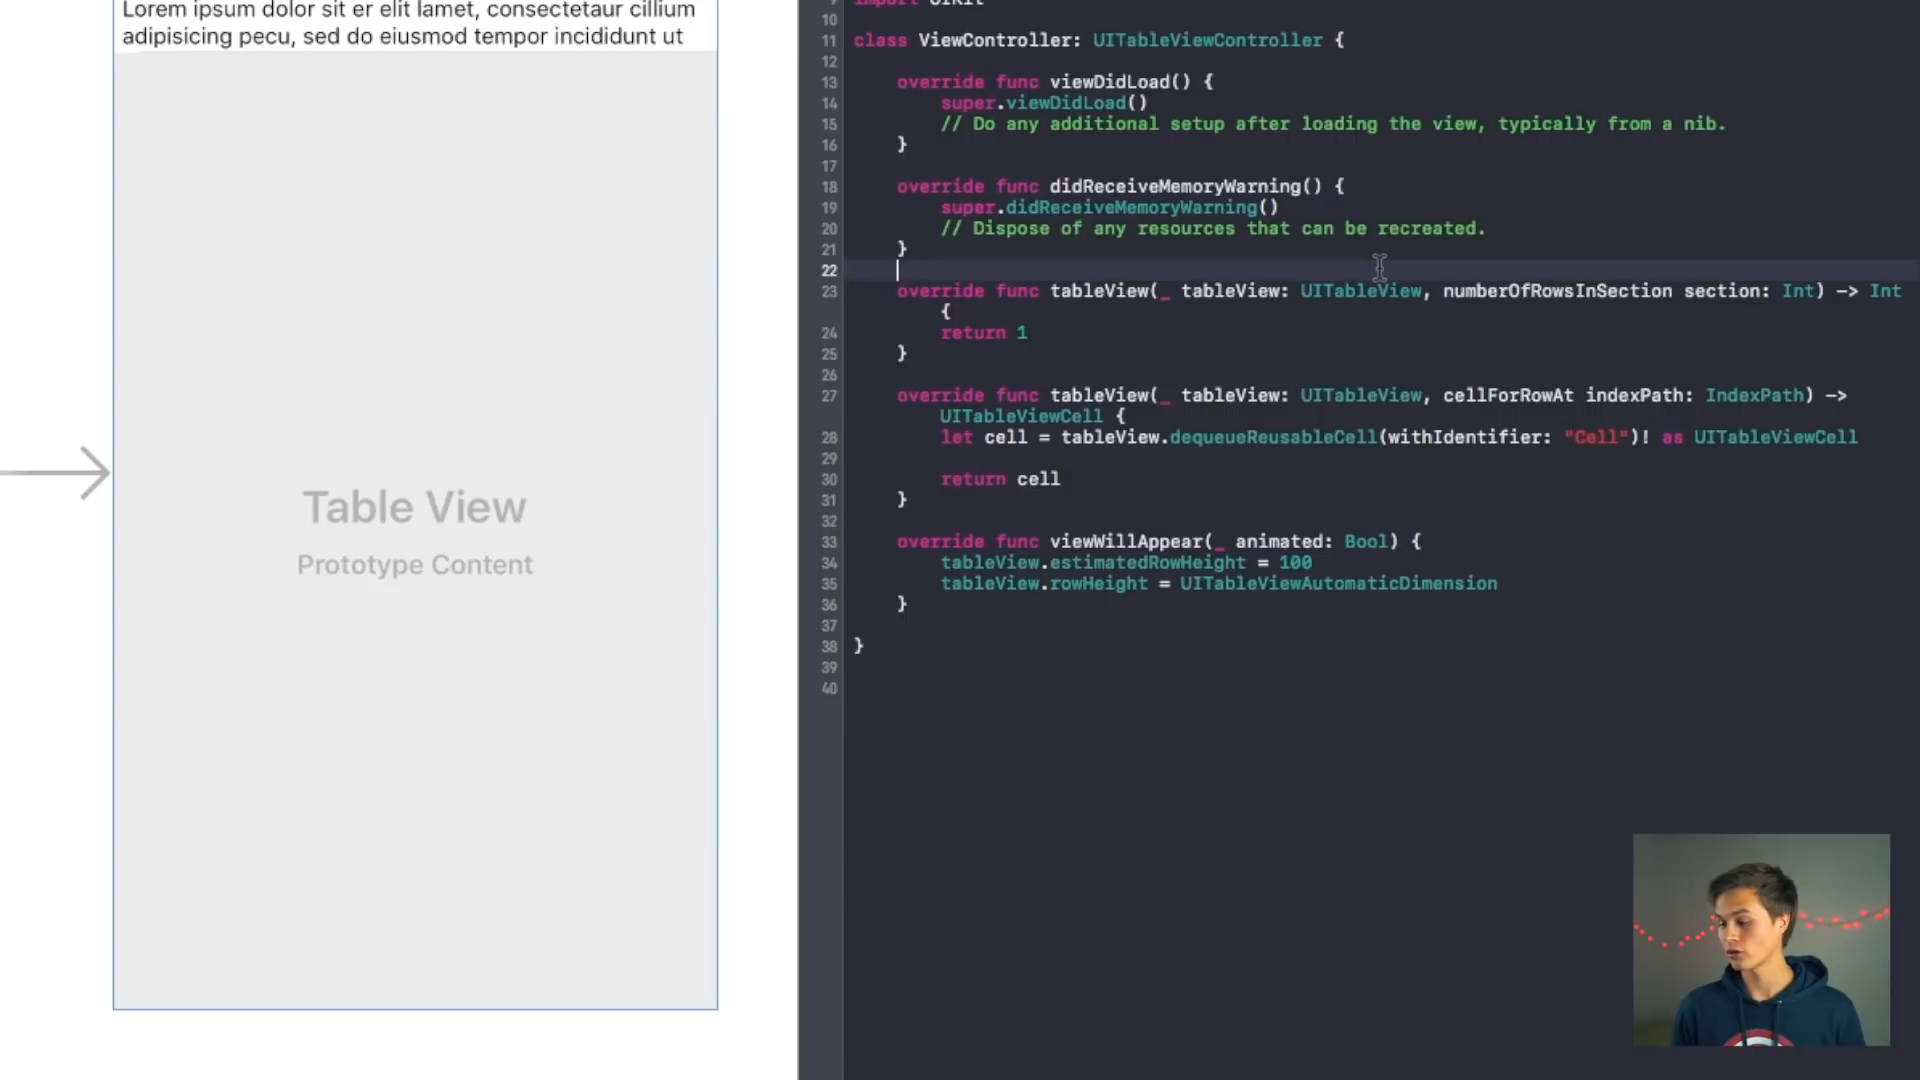 Lorem ipsum dolor sit er elit lamet, consectetaur cillium
adipisicing pecu, sed do eiusmod tempor incididunt ut
Table View
Prototype Content
9 import UIKit
10
11 class ViewController: UITableViewController {
12
13 override func viewDidLoad() {
14 super.viewDidLoad()
15 // Do any additional setup after loading the view, typically from a nib.
16 }
17
18 override func didReceiveMemoryWarning() {
19 super.didReceiveMemoryWarning()
20 // Dispose of any resources that can be recreated.
21 }
22
23 override func tableView(_ tableView: UITableView, numberOfRowsInSection section: Int) -> Int
{
24 return 1
25 }
26
27 override func tableView(_ tableView: UITableView, cellForRowAt indexPath: IndexPath) ->
UITableViewCell {
28 let cell = tableView.dequeueReusableCell(withIdentifier: "Cell")! as UITableViewCell
29
30 return cell
31 }
32
33 override func viewWillAppear(_ animated: Bool) {
34 tableView.estimatedRowHeight = 100
35 tableView.rowHeight = UITableViewAutomaticDimension
36 }
37
38 }
39
40